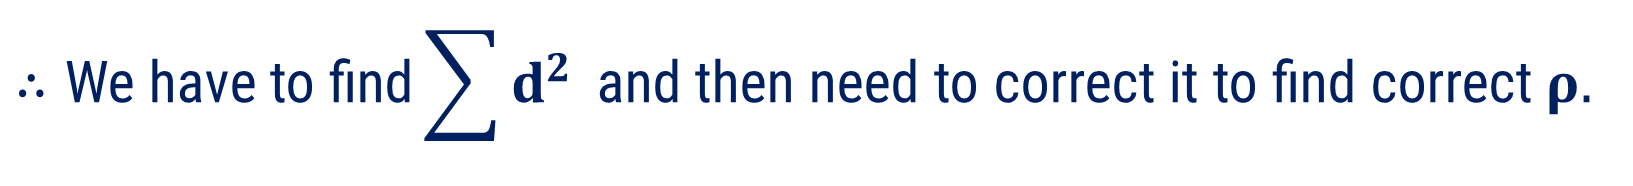 ∴ We have to find ∑ d² and then need to correct it to find correct ρ.